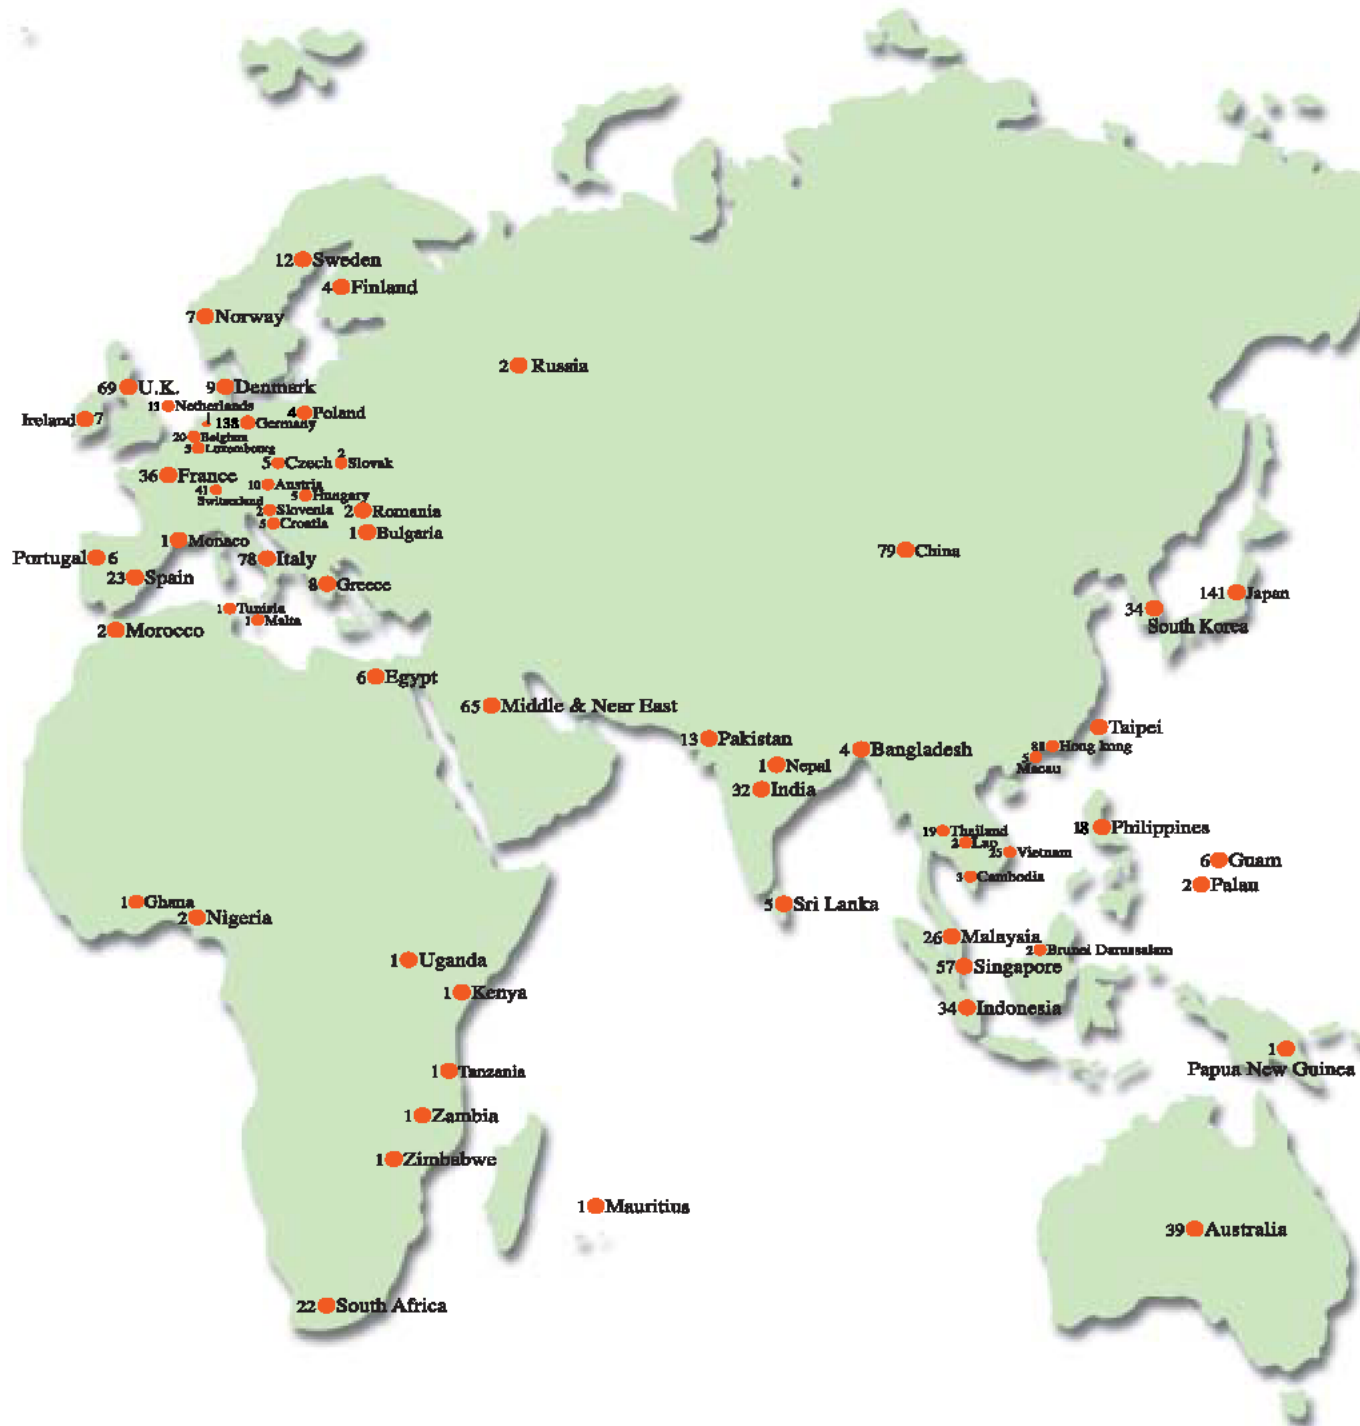 12 Sweden
4 Finland
7 Norway
2 Russia
69 U.K.
9 Denmark
Netherlands
4 Poland
Ireland 7
1
138 Germany
20 Belgium
Luxembourg
5 Czech
2
Slovak
36 France
10 Austria
41
Switzerland
5 Hungary
2 Slovenia
2 Romania
5 Croatia
1 Bulgaria
1 Monaco
79 China
Portugal 6
78 Italy
23 Spain
8 Greece
141 Japan
1 Tunisia
34
1 Malta
South Korea
2 Morocco
6 Egypt
65 Middle & Near East
Taipei
13 Pakistan
4 Bangladesh
Hong kong
5
Macau
1 Nepal
32 India
19 Thailand
18 Philippines
2 Lao
25 Vietnam
6 Guam
3 Cambodia
2 Palau
1 Ghana
2 Nigeria
5 Sri Lanka
26 Malaysia
2 Brunei Darussalam
1 Uganda
57 Singapore
1 Kenya
34 Indonesia
1
Papua New Guinea
1 Tanzania
1 Zambia
1 Zimbabwe
1 Mauritius
39 Australia
22 South Africa